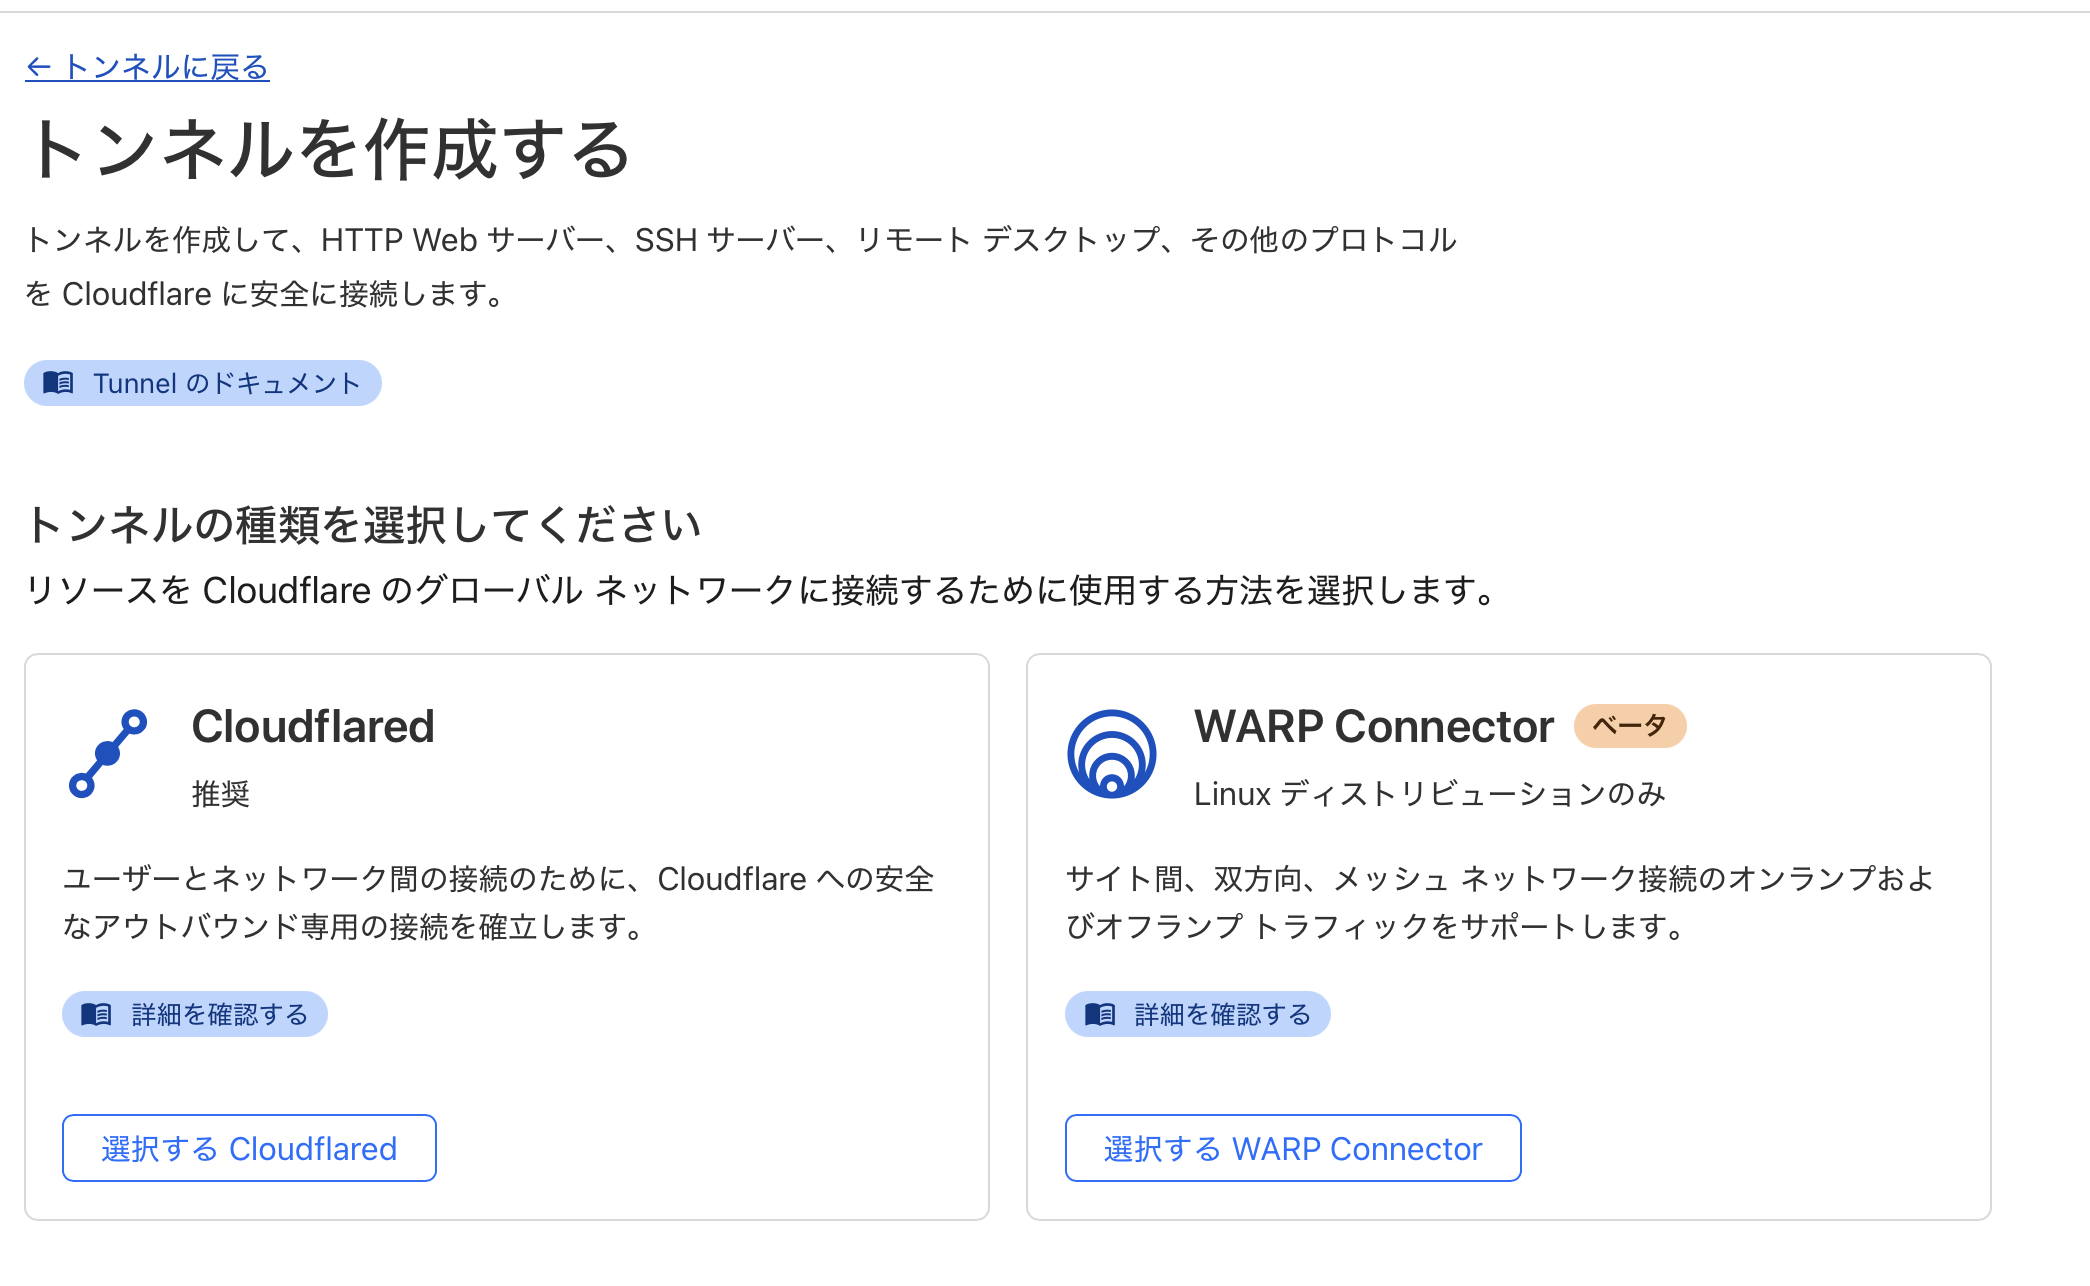 ← トンネルに戻る
トンネルを作成する
トンネルを作成して、HTTP Web サーバー、SSH サーバー、リモート デスクトップ、その他のプロトコル
を Cloudflare に安全に接続します。
Tunnel のドキュメント
トンネルの種類を選択してください
リソースを Cloudflare のグローバル ネットワークに接続するために使用する方法を選択します。
Cloudflared
推奨
ユーザーとネットワーク間の接続のために、Cloudflare への安全
なアウトバウンド専用の接続を確立します。
詳細を確認する
選択する Cloudflared
WARP Connector ベータ
Linux ディストリビューションのみ
サイト間、双方向、メッシュ ネットワーク接続のオンランプおよ
びオフランプ トラフィックをサポートします。
詳細を確認する
選択する WARP Connector